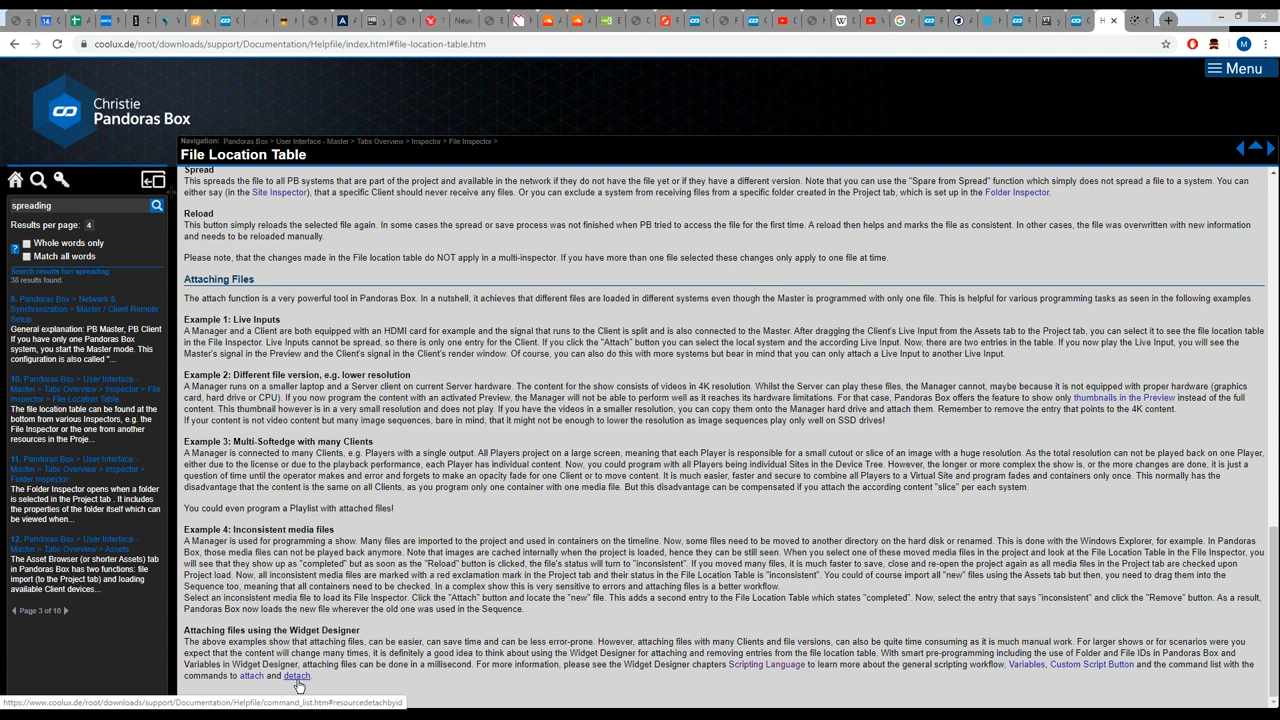 Neue
coolux.de/root/downloads/support/Documentation/Helpfile/index.html#file-location-table.htm
M
Menu
Christie
Pandoras Box
Navigation: Pandoras Box > User Interface - Master > Tabs Overview > Inspector > File Inspector >
File Location Table
spreading
Results per page: 4
Whole words only
?
Match all words
Search results for: spreading
38 results found.
9. Pandoras Box > Network &
Synchronization > Master / Client Remote
Setup
General explanation: PB Master, PB Client
If you have only one Pandoras Box
system, you start the Master mode. This
configuration is also called "...
10. Pandoras Box > User Interface -
Master > Tabs Overview > Inspector > File
Inspector > File Location Table
The file location table can be found at the
bottom from various Inspectors, e.g. the
File Inspector or the one from another
resources in the Proje...
11. Pandoras Box > User Interface -
Master > Tabs Overview > Inspector >
Folder Inspector
The Folder Inspector opens when a folder
is selected in the Project tab . It includes
the properties of the folder itself which can
be viewed when...
12. Pandoras Box > User Interface -
Master > Tabs Overview > Assets
The Asset Browser (or shorter Assets) tab
in Pandoras Box has two functions: file
import (to the Project tab) and loading
available Client devices...
Page 3 of 10
Spread
This spreads the file to all PB systems that are part of the project and available in the network if they do not have the file yet or if they have a different version. Note that you can use the "Spare from Spread" function which simply does not spread a file to a system. You can
either say (in the Site Inspector), that a specific Client should never receive any files. Or you can exclude a system from receiving files from a specific folder created in the Project tab, which is set up in the Folder Inspector.
Reload
This button simply reloads the selected file again. In some cases the spread or save process was not finished when PB tried to access the file for the first time. A reload then helps and marks the file as consistent. In other cases, the file was overwritten with new information
and needs to be reloaded manually.
Please note, that the changes made in the File location table do NOT apply in a multi-inspector. If you have more than one file selected these changes only apply to one file at time.
Attaching Files
The attach function is a very powerful tool in Pandoras Box. In a nutshell, it achieves that different files are loaded in different systems even though the Master is programmed with only one file. This is helpful for various programming tasks as seen in the following examples.
Example 1: Live Inputs
A Manager and a Client are both equipped with an HDMI card for example and the signal that runs to the Client is split and is also connected to the Master. After dragging the Client's Live Input from the Assets tab to the Project tab, you can select it to see the file location table
in the File Inspector. Live Inputs cannot be spread, so there is only one entry for the Client. If you click the "Attach" button you can select the local system and the according Live Input. Now, there are two entries in the table. If you now play the Live Input, you will see the
Master's signal in the Preview and the Client's signal in the Client's render window. Of course, you can also do this with more systems but bear in mind that you can only attach a Live Input to another Live Input.
Example 2: Different file version, e.g. lower resolution
A Manager runs on a smaller laptop and a Server client on current Server hardware. The content for the show consists of videos in 4K resolution. Whilst the Server can play these files, the Manager cannot, maybe because it is not equipped with proper hardware (graphics
card, hard drive or CPU). If you now program the content with an activated Preview, the Manager will not be able to perform well as it reaches its hardware limitations. For that case, Pandoras Box offers the feature to show only thumbnails in the Preview instead of the full
content. This thumbnail however is in a very small resolution and does not play. If you have the videos in a smaller resolution, you can copy them onto the Manager hard drive and attach them. Remember to remove the entry that points to the 4K content.
If your content is not video content but many image sequences, bare in mind, that it might not be enough to lower the resolution as image sequences play only well on SSD drives!
Example 3: Multi-Softedge with many Clients
A Manager is connected to many Clients, e.g. Players with a single output. All Players project on a large screen, meaning that each Player is responsible for a small cutout or slice of an image with a huge resolution. As the total resolution can not be played back on one Player,
either due to the license or due to the playback performance, each Player has individual content. Now, you could program with all Players being individual Sites in the Device Tree. However, the longer or more complex the show is, or the more changes are done, it is just a
question of time until the operator makes and error and forgets to make an opacity fade for one Client or to move content. It is much easier, faster and secure to combine all Players to a Virtual Site and program fades and containers only once. This normally has the
disadvantage that the content is the same on all Clients, as you program only one container with one media file. But this disadvantage can be compensated if you attach the according content "slice" per each system.
You could even program a Playlist with attached files!
Example 4: Inconsistent media files
A Manager is used for programming a show. Many files are imported to the project and used in containers on the timeline. Now, some files need to be moved to another directory on the hard disk or renamed. This is done with the Windows Explorer, for example. In Pandoras
Box, those media files can not be played back anymore. Note that images are cached internally when the project is loaded, hence they can be still seen. When you select one of these moved media files in the project and look at the File Location Table in the File Inspector, you
will see that they show up as "completed" but as soon as the "Reload" button is clicked, the file's status will turn to "inconsistent". If you moved many files, it is much faster to save, close and re-open the project again as all media files in the Project tab are checked upon
Project load. Now, all inconsistent media files are marked with a red exclamation mark in the Project tab and their status in the File Location Table is "inconsistent". You could of course import all "new" files using the Assets tab but then, you need to drag them into the
Sequence too, meaning that all containers need to be checked. In a complex show this is very sensitive to errors and attaching files is a better workflow.
Select an inconsistent media file to load its File Inspector. Click the "Attach" button and locate the "new" file. This adds a second entry to the File Location Table which states "completed". Now, select the entry that says "inconsistent" and click the "Remove" button. As a result,
Pandoras Box now loads the new file wherever the old one was used in the Sequence.
Attaching files using the Widget Designer
The above examples show that attaching files, can be easier, can save time and can be less error-prone. However, attaching files with many Clients and file versions, can also be quite time consuming as it is much manual work. For larger shows or for scenarios were you
expect that the content will change many times, it is definitely a good idea to think about using the Widget Designer for attaching and removing entries from the file location table. With smart pre-programming including the use of Folder and File IDs in Pandoras Box and
Variables in Widget Designer, attaching files can be done in a millisecond. For more information, please see the Widget Designer chapters Scripting Language to learn more about the general scripting workflow, Variables, Custom Script Button and the command list with the
commands to attach and detach.
https://www.coolux.de/root/downloads/support/Documentation/Helpfile/command_list.htm#resourcedetachbyid